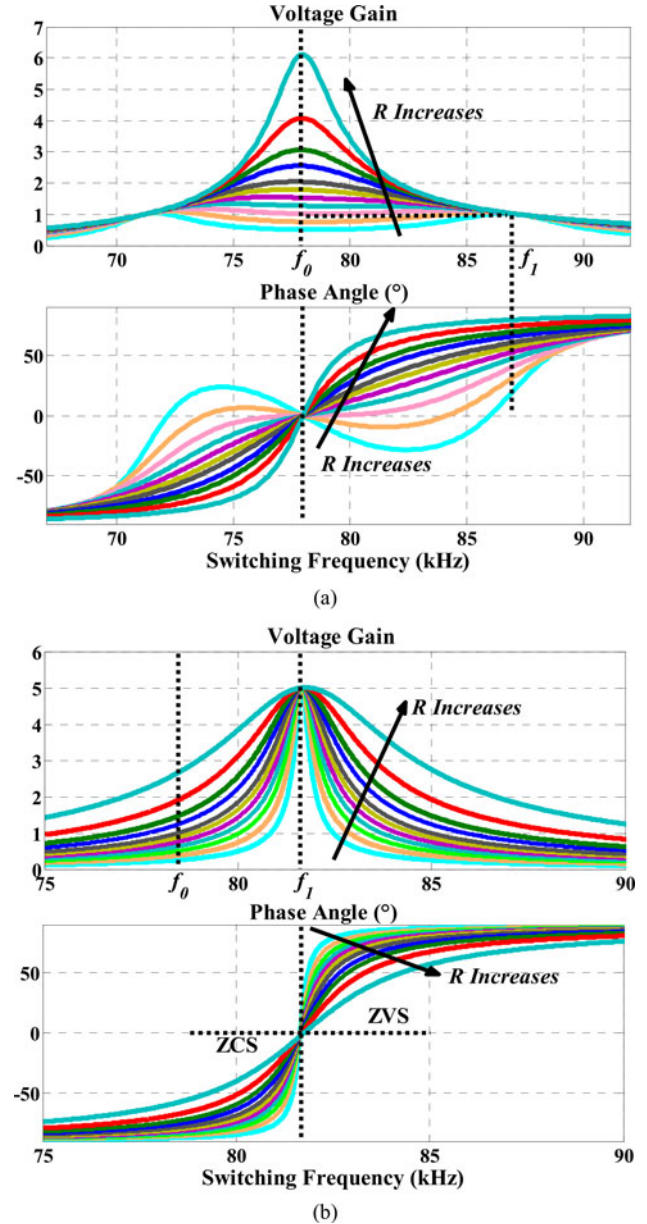 Voltage Gain
7
6
5
4
3
2
1
0
R Increases
70
75
f0
80
85
f1
90
Phase Angle (°)
50
0
-50
R Increases
70
75
80
85
90
Switching Frequency (kHz)
(a)
Voltage Gain
6
5
4
3
2
1
0
R Increases
75
f0
80
f1
85
90
Phase Angle (°)
50
0
-50
R Increases
ZCS
ZVS
75
80
85
90
Switching Frequency (kHz)
(b)